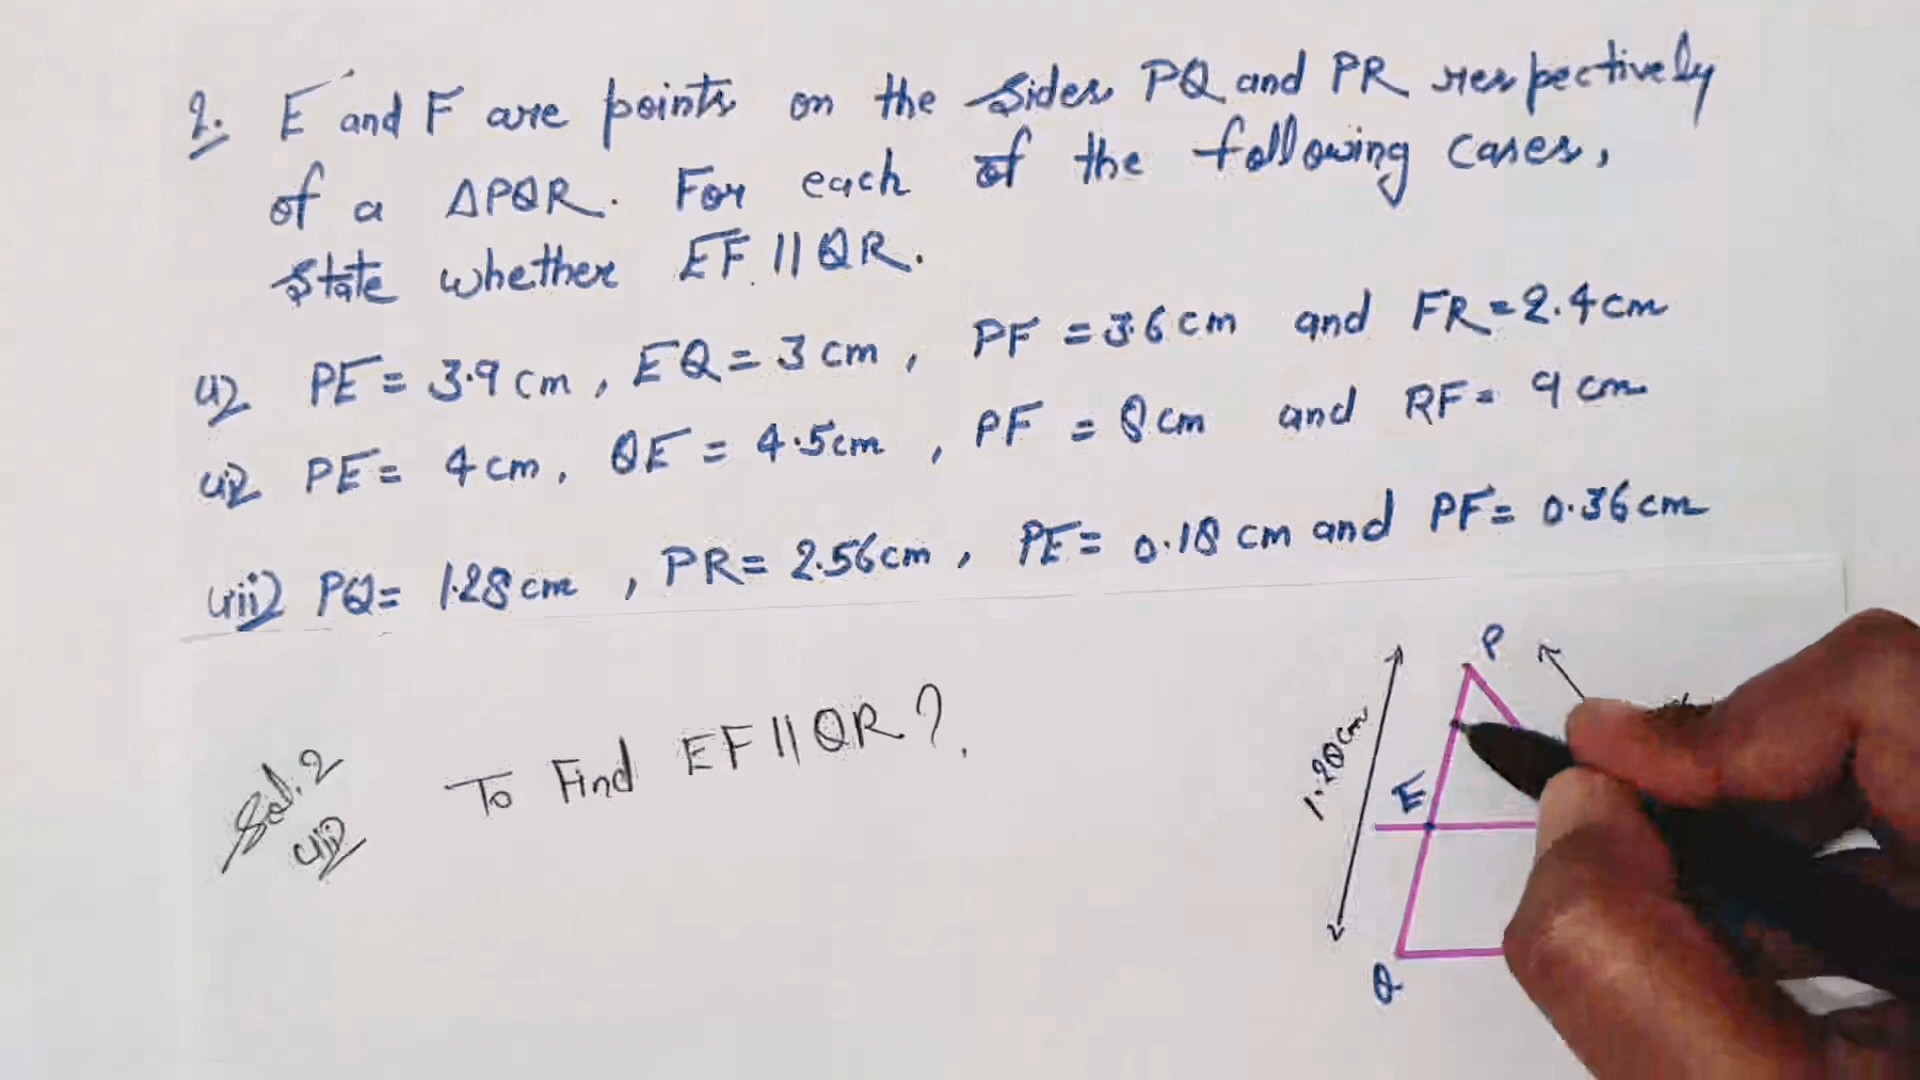 2. E and F are points on the sides PQ and PR respectively
of a ΔPQR. For each of the following cases,
state whether EF || QR.
(i) PE = 3.9 cm, EQ = 3 cm, PF = 3.6 cm and FR = 2.4 cm
(ii) PE = 4 cm, QE = 4.5 cm, PF = 8 cm and RF = 9 cm
(iii) PQ = 1.28 cm, PR = 2.56 cm, PE = 0.18 cm and PF = 0.36 cm
Sol. 2
(iii)
To Find EF || QR ?.
P
1.28 cm
E
Q